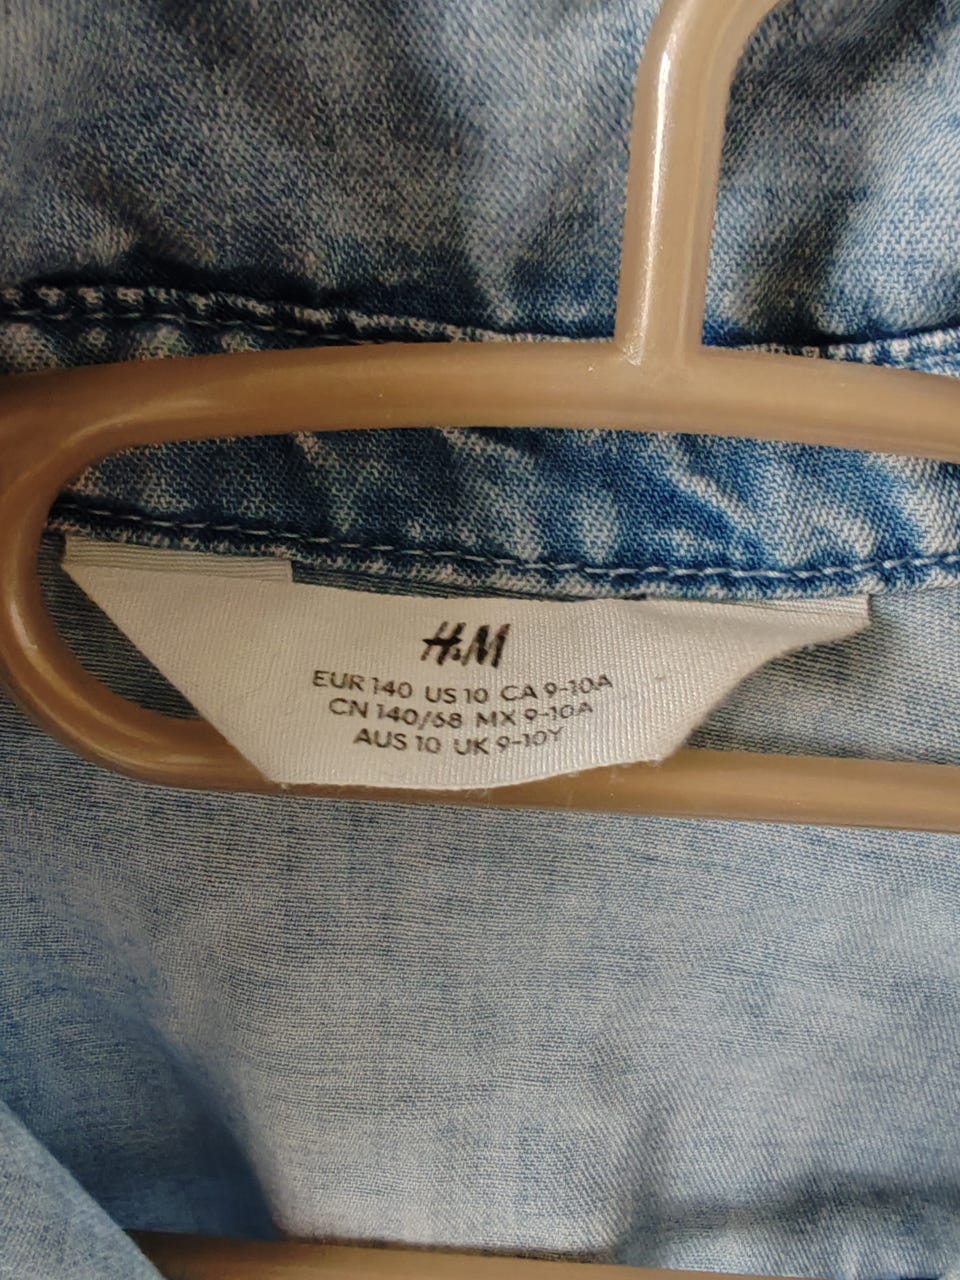 H&M
EUR 140 US 10 CA 9-10A
CN 140/68 MX 9-10A
AUS 10 UK 9-10Y